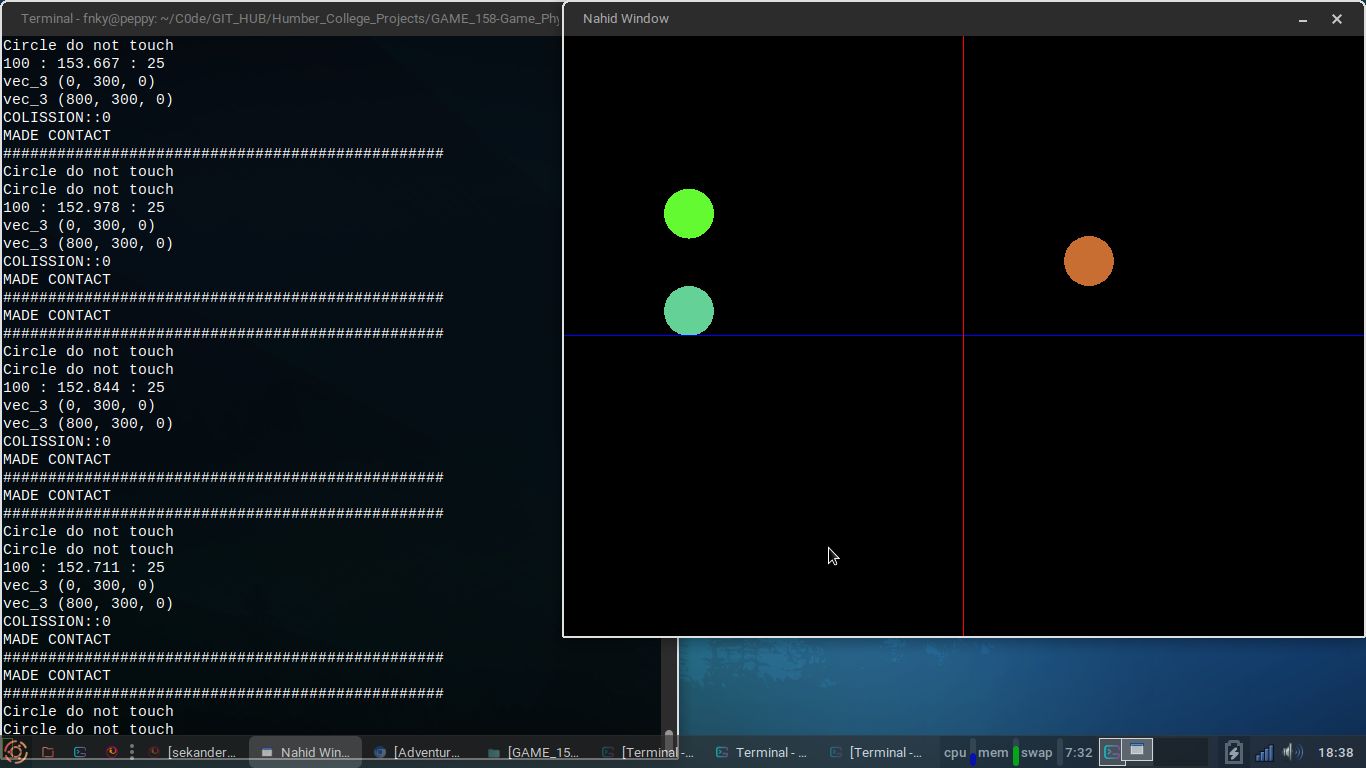 Terminal - fnky@peppy: ~/C0de/GIT_HUB/Humber_College_Projects/GAME_158-Game_Phy
Nahid Window
Circle do not touch
100 : 153.667 : 25
vec_3 (0, 300, 0)
vec_3 (800, 300, 0)
COLISSION::0
MADE CONTACT
#################################################
Circle do not touch
Circle do not touch
100 : 152.978 : 25
vec_3 (0, 300, 0)
vec_3 (800, 300, 0)
COLISSION::0
MADE CONTACT
#################################################
MADE CONTACT
#################################################
Circle do not touch
Circle do not touch
100 : 152.844 : 25
vec_3 (0, 300, 0)
vec_3 (800, 300, 0)
COLISSION::0
MADE CONTACT
#################################################
MADE CONTACT
#################################################
Circle do not touch
Circle do not touch
100 : 152.711 : 25
vec_3 (0, 300, 0)
vec_3 (800, 300, 0)
COLISSION::0
MADE CONTACT
#################################################
MADE CONTACT
#################################################
Circle do not touch
Circle do not touch
[sekander... Nahid Win... [Adventur... [GAME_15... [Terminal -... Terminal - ... [Terminal -... cpu mem swap 7:32 18:38